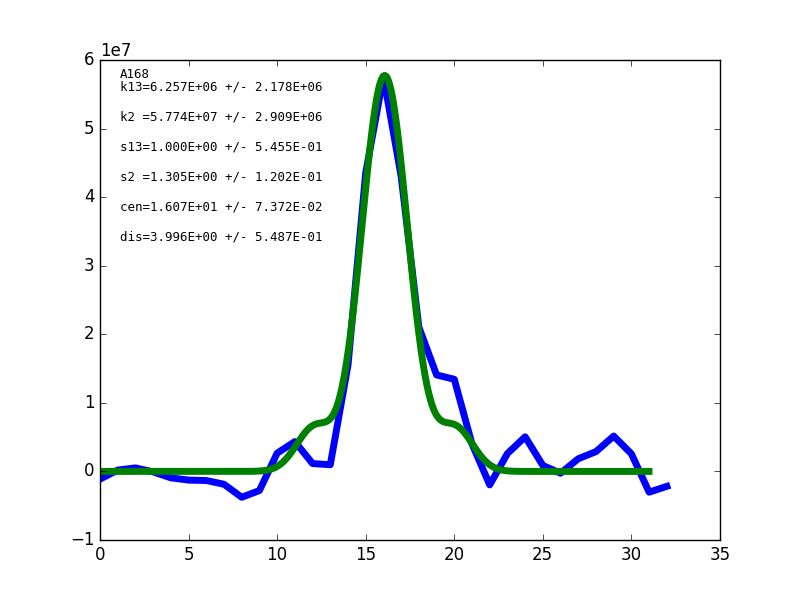 1e7
A168
k13=6.257E+06 +/- 2.178E+06
k2 =5.774E+07 +/- 2.909E+06
s13=1.000E+00 +/- 5.455E-01
s2 =1.305E+00 +/- 1.202E-01
cen=1.607E+01 +/- 7.372E-02
dis=3.996E+00 +/- 5.487E-01
6
5
4
3
2
1
0
−1
0 5 10 15 20 25 30 35